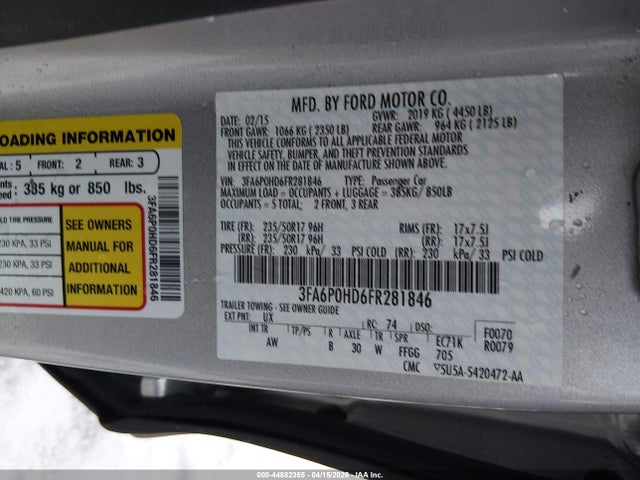 OADING INFORMATION
AL: 5 FRONT: 2 REAR: 3
nts
: 385 kg or 850 lbs.
LD TIRE PRESSURE
230 KPA, 33 PSI
230 KPA, 33 PSI
420 KPA, 60 PSI
SEE OWNERS
MANUAL FOR
ADDITIONAL
INFORMATION
3FA6P0HD6FR281846
MFD. BY FORD MOTOR CO.
DATE: 02/15 GVWR: 2019 KG ( 4450 LB)
FRONT GAWR: 1066 KG ( 2350 LB) REAR GAWR: 964 KG ( 2125 LB)
THIS VEHICLE CONFORMS TO ALL APPLICABLE FEDERAL MOTOR
VEHICLE SAFETY, BUMPER, AND THEFT PREVENTION STANDARDS
IN EFFECT ON THE DATE OF MANUFACTURE SHOWN ABOVE.
VIN: 3FA6P0HD6FR281846 TYPE: Passenger Car
MAXIMUM LOAD = OCCUPANTS + LUGGAGE = 385KG/ 850LB
OCCUPANTS = 5 TOTAL; 2 FRONT, 3 REAR
TIRE (FR): 235/50R17 96H RIMS (FR): 17x7.5J
(RR): 235/50R17 96H (RR): 17x7.5J
PRESSURE (FR): 230 kPa/ 33 PSI COLD (RR): 230 kPa/ 33 PSI COLD
3FA6P0HD6FR281846
TRAILER TOWING - SEE OWNER GUIDE
EXT PNT: UX RC: 74 DSO: F0070
INT TR TP/PS R AXLE TR SPR EC71K R0079
AW B 30 W FFGG 705
CMC ▽5U5A-5420472-AA
000-44882355 - 04/15/2026 - IAA Inc.